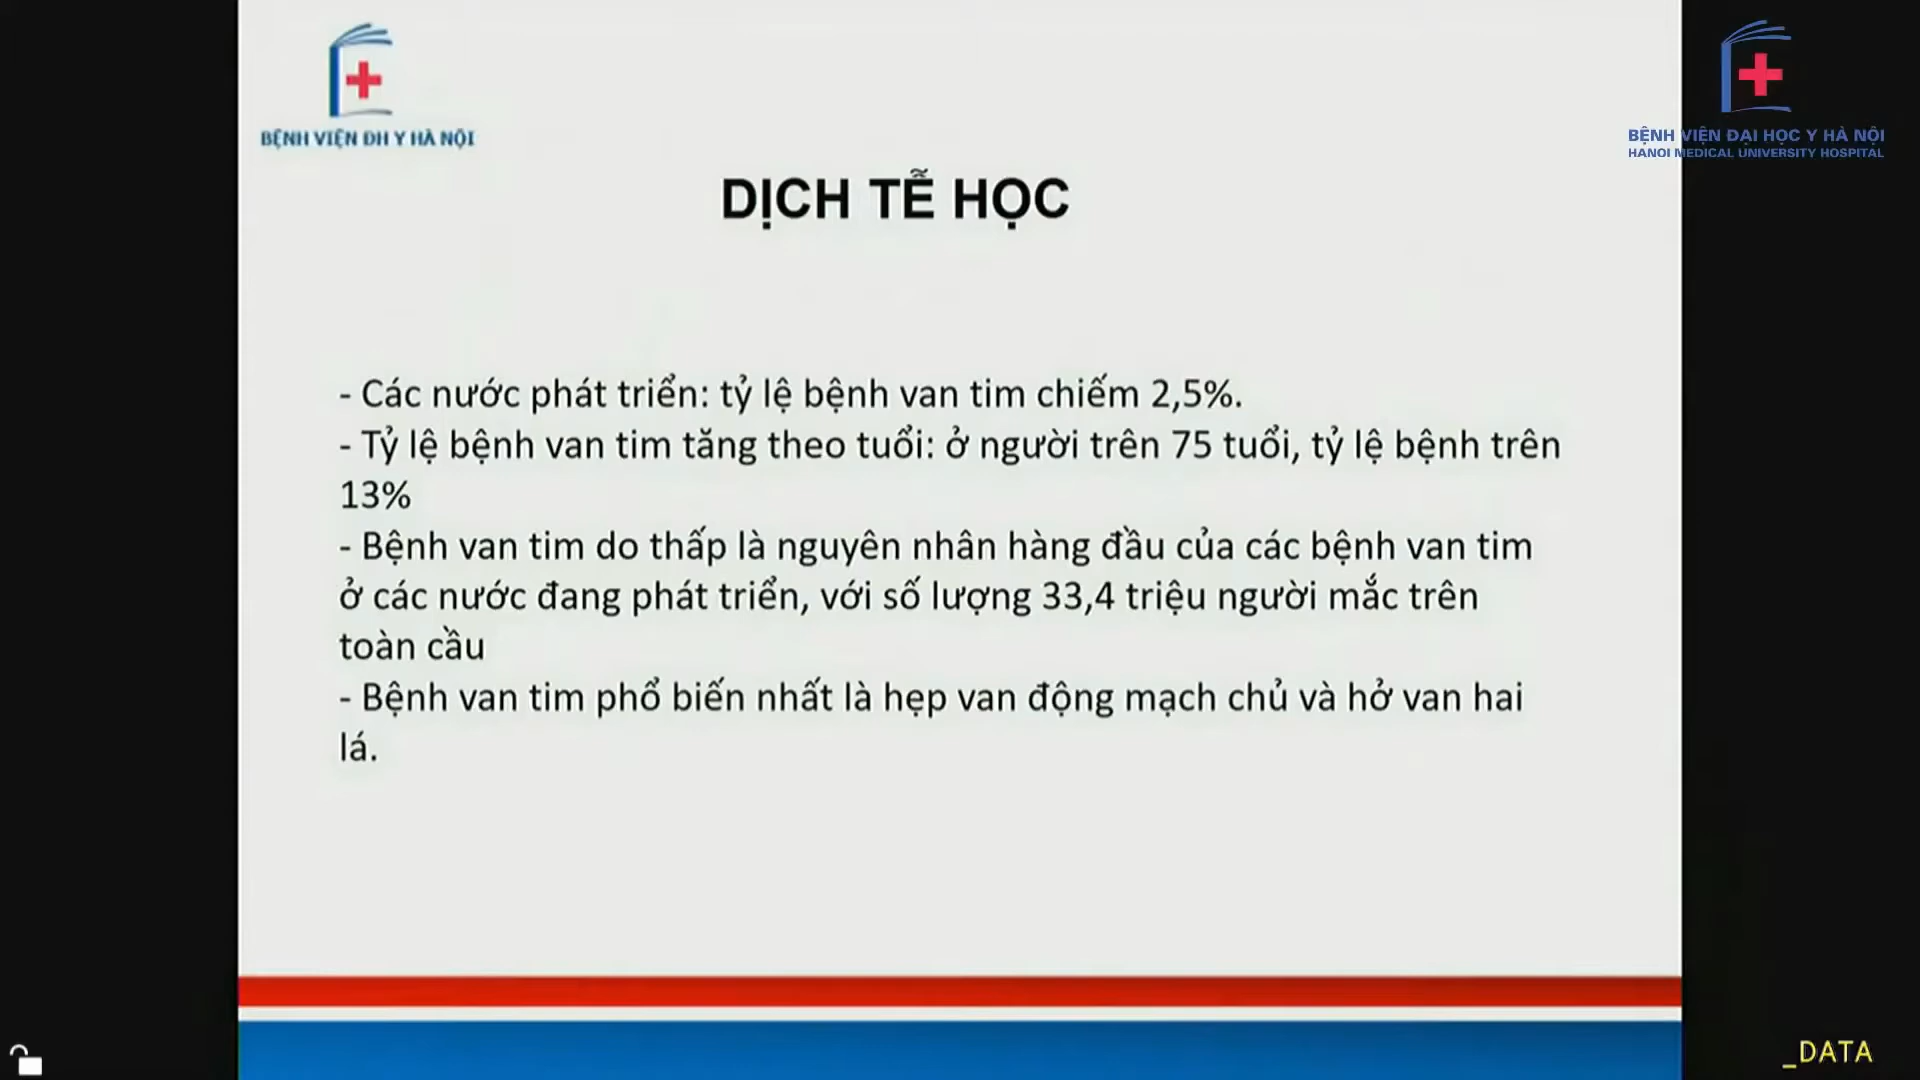 BỆNH VIỆN ĐH Y HÀ NỘI
BỆNH VIỆN ĐẠI HỌC Y HÀ NỘI
HANOI MEDICAL UNIVERSITY HOSPITAL
DỊCH TỄ HỌC
- Các nước phát triển: tỷ lệ bệnh van tim chiếm 2,5%.
- Tỷ lệ bệnh van tim tăng theo tuổi: ở người trên 75 tuổi, tỷ lệ bệnh trên
13%
- Bệnh van tim do thấp là nguyên nhân hàng đầu của các bệnh van tim
ở các nước đang phát triển, với số lượng 33,4 triệu người mắc trên
toàn cầu
- Bệnh van tim phổ biến nhất là hẹp van động mạch chủ và hở van hai
lá.
_DATA